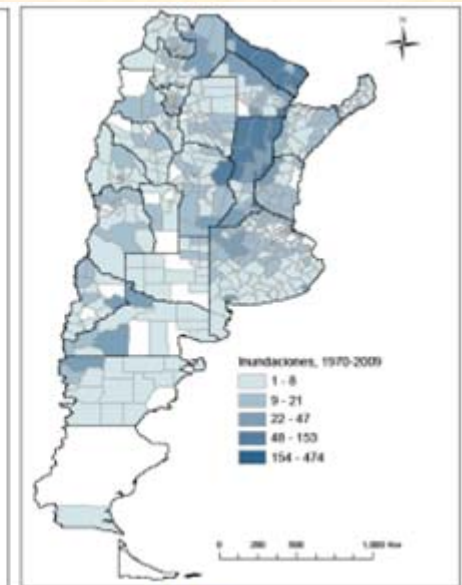 N
Inundaciones, 1970-2009
1 - 8
9 - 21
22 - 47
48 - 153
154 - 474
0 250 500 1,000 Km